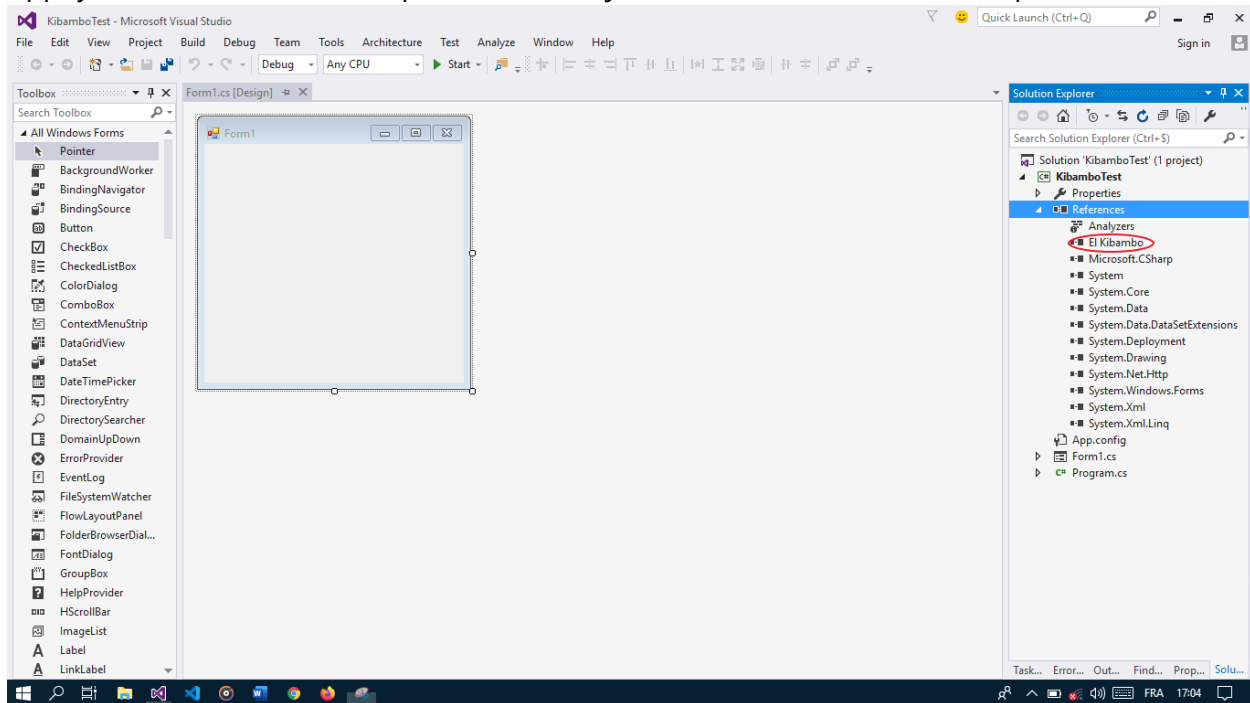 KibamboTest - Microsoft Visual Studio
Quick Launch (Ctrl+Q)
File Edit View Project Build Debug Team Tools Architecture Test Analyze Window Help
Sign in
Debug Any CPU Start
Toolbox
Search Toolbox
All Windows Forms
Pointer
BackgroundWorker
BindingNavigator
BindingSource
Button
CheckBox
CheckedListBox
ColorDialog
ComboBox
ContextMenuStrip
DataGridView
DataSet
DateTimePicker
DirectoryEntry
DirectorySearcher
DomainUpDown
ErrorProvider
EventLog
FileSystemWatcher
FlowLayoutPanel
FolderBrowserDial...
FontDialog
GroupBox
HelpProvider
HScrollBar
ImageList
Label
LinkLabel
Form1.cs [Design]
Form1
Solution Explorer
Search Solution Explorer (Ctrl+$)
Solution 'KibamboTest' (1 project)
KibamboTest
Properties
References
Analyzers
El Kibambo
Microsoft.CSharp
System
System.Core
System.Data
System.Data.DataSetExtensions
System.Deployment
System.Drawing
System.Net.Http
System.Windows.Forms
System.Xml
System.Xml.Linq
App.config
Form1.cs
Program.cs
Task... Error... Out... Find... Prop... Solu...
FRA 17:04